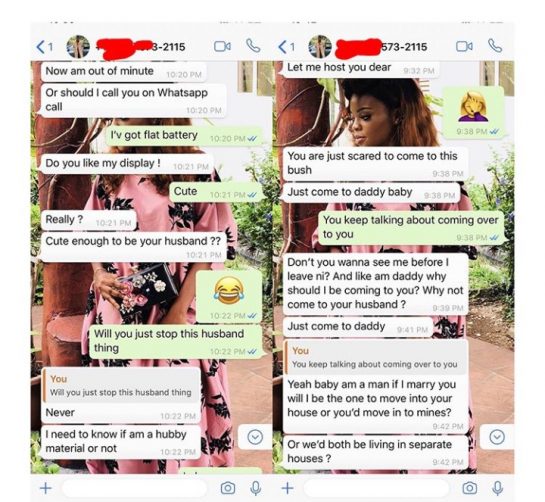 1
3-2115
Now am out of minute 10:20 PM
Or should I call you on Whatsapp
call 10:20 PM
I'v got flat battery 10:20 PM
Do you like my display ! 10:21 PM
Cute 10:21 PM
Really ? 10:21 PM
Cute enough to be your husband ??
10:21 PM
10:22 PM
Will you just stop this husband
thing 10:22 PM
You
Will you just stop this husband thing
Never 10:22 PM
I need to know if am a hubby
material or not 10:22 PM
1
573-2115
Let me host you dear 9:32 PM
9:38 PM
You are just scared to come to this
bush 9:38 PM
Just come to daddy baby 9:38 PM
You keep talking about coming over
to you 9:38 PM
Don't you wanna see me before I
leave ni? And like am daddy why
should I be coming to you? Why not
come to your husband ? 9:39 PM
Just come to daddy 9:41 PM
You
You keep talking about coming over to you
Yeah baby am a man if I marry you
will I be the one to move into your
house or you'd move in to mines?
9:42 PM
Or we'd both be living in separate
houses ? 9:42 PM